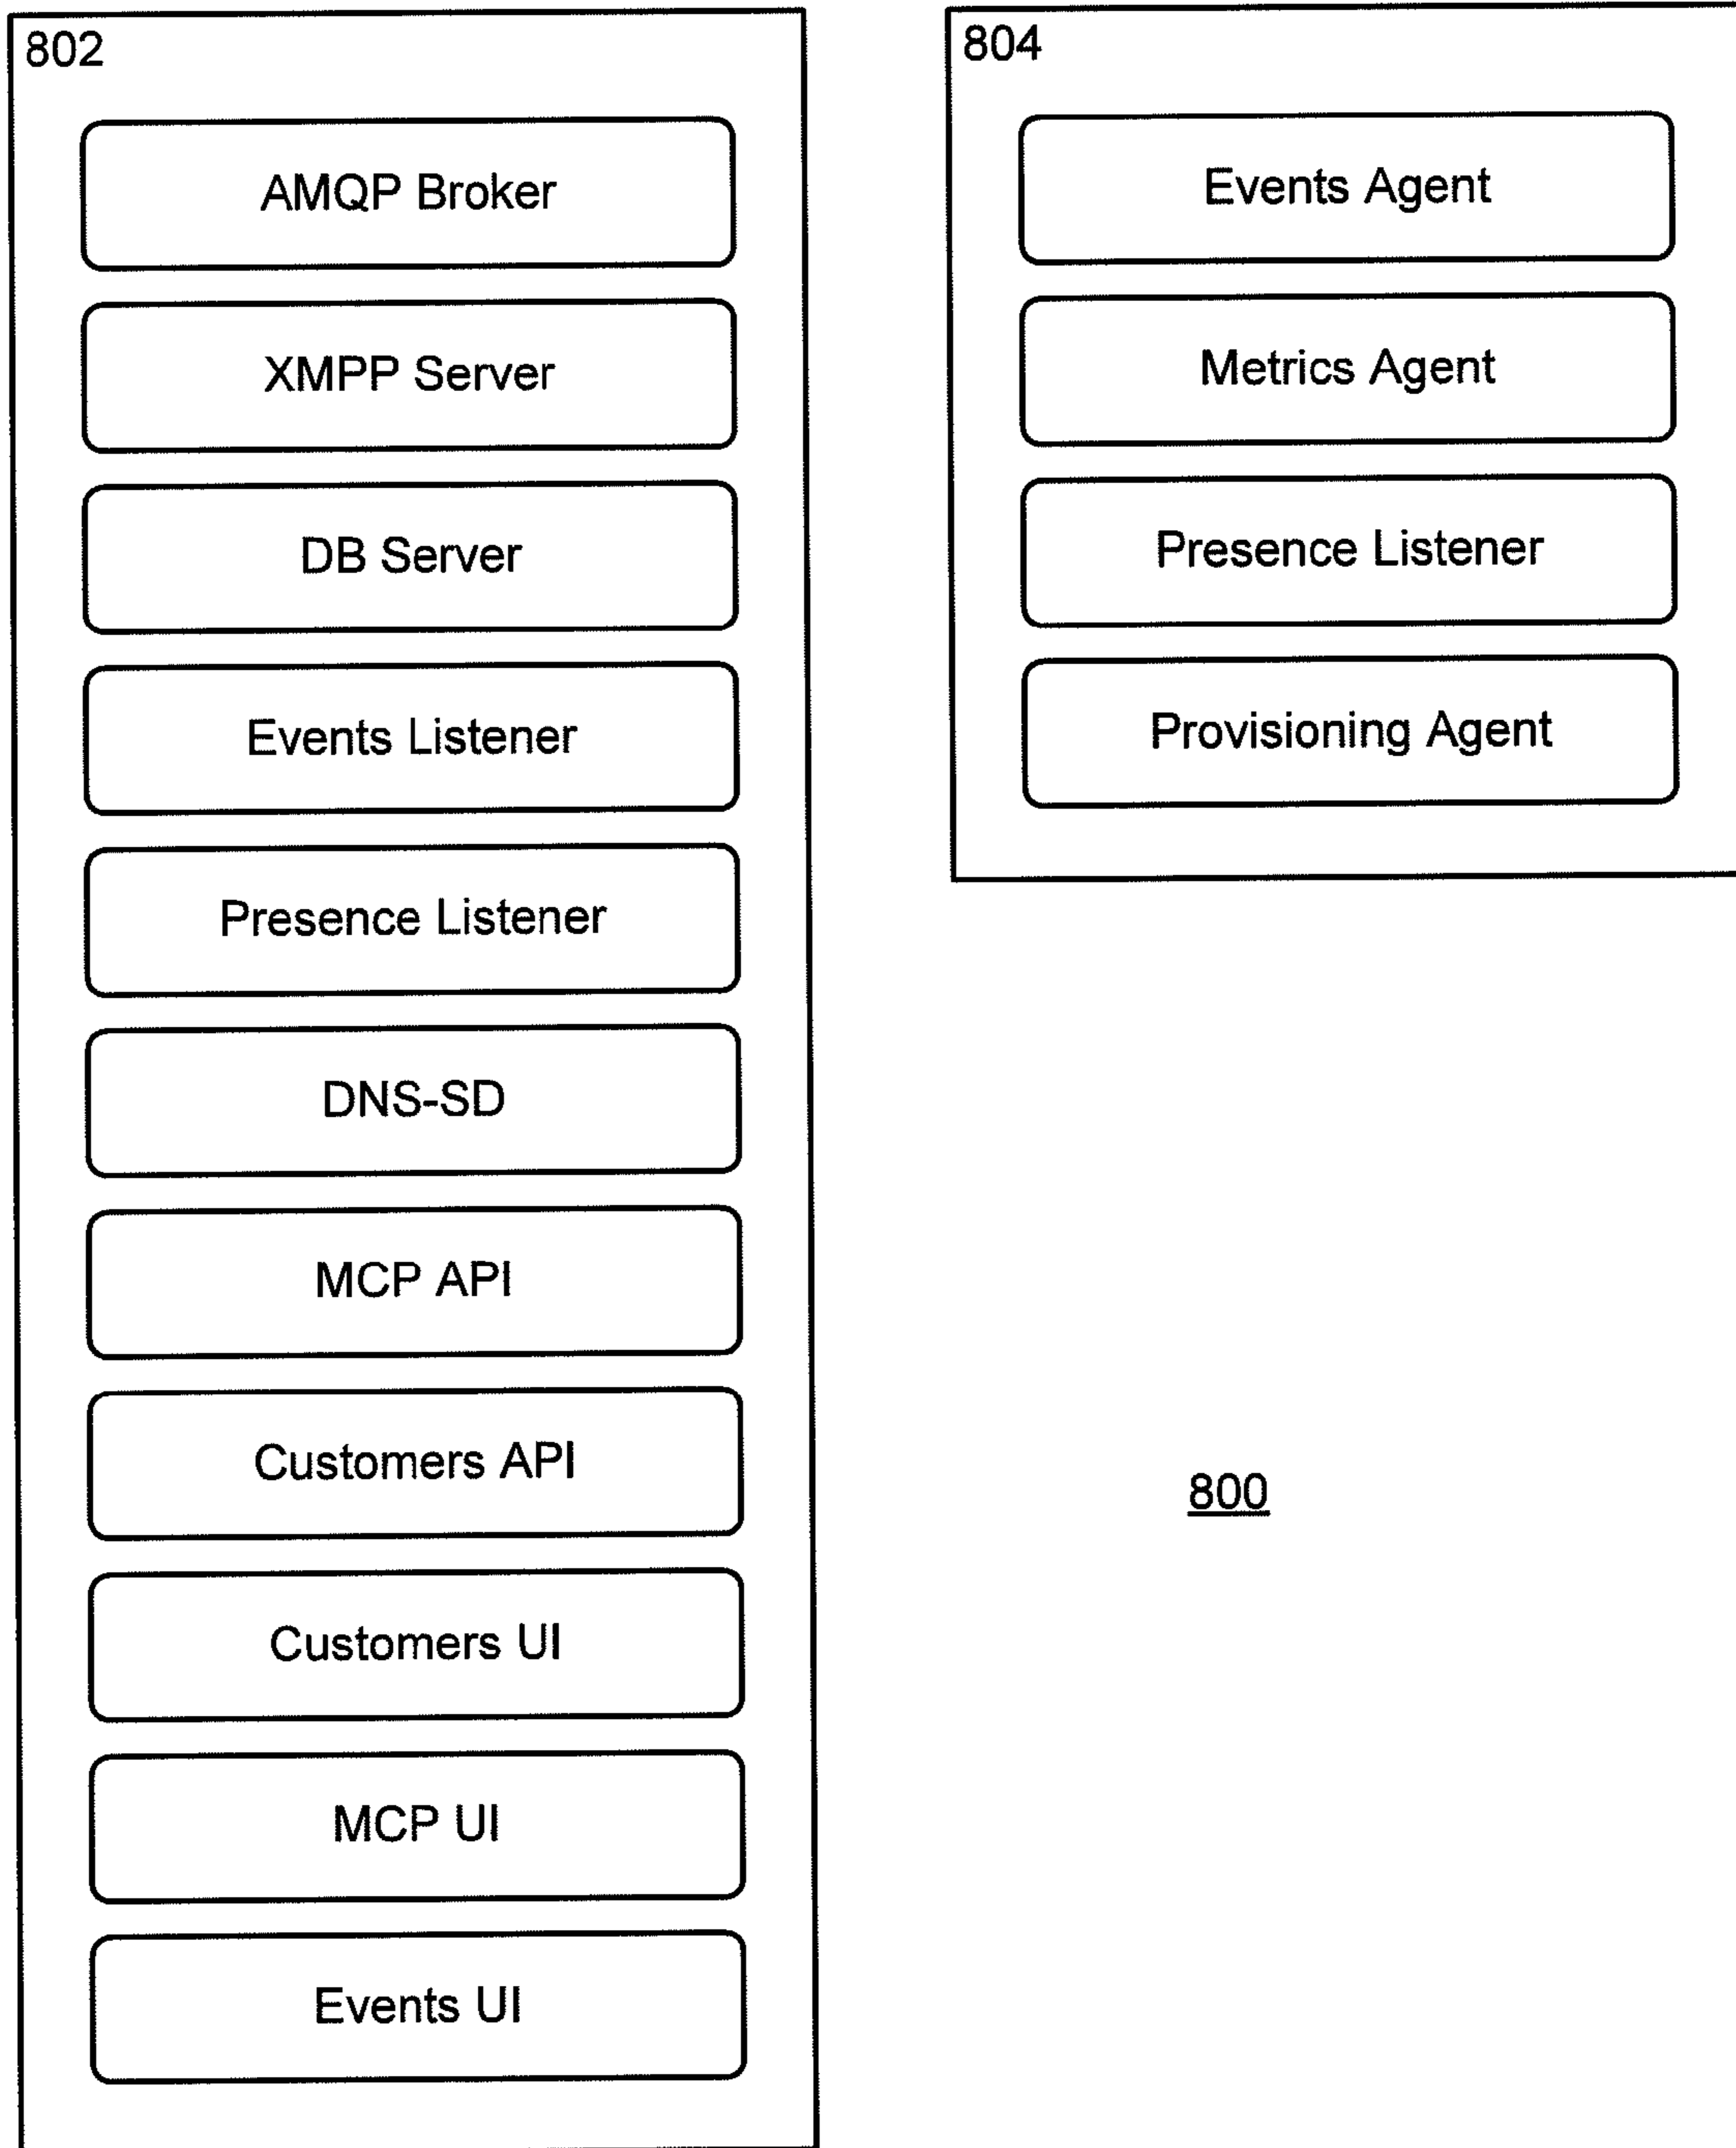 802
AMQP Broker
XMPP Server
DB Server
Events Listener
Presence Listener
DNS-SD
MCP API
Customers API
Customers UI
MCP UI
Events UI
804
Events Agent
Metrics Agent
Presence Listener
Provisioning Agent
800